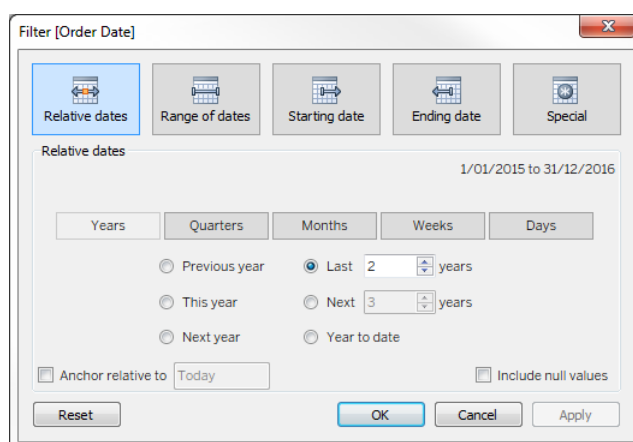 Filter [Order Date]
Relative dates Range of dates Starting date Ending date Special
Relative dates
1/01/2015 to 31/12/2016
Years Quarters Months Weeks Days
Previous year Last 2 years
This year Next 3 years
Next year Year to date
Anchor relative to Today Include null values
Reset OK Cancel Apply